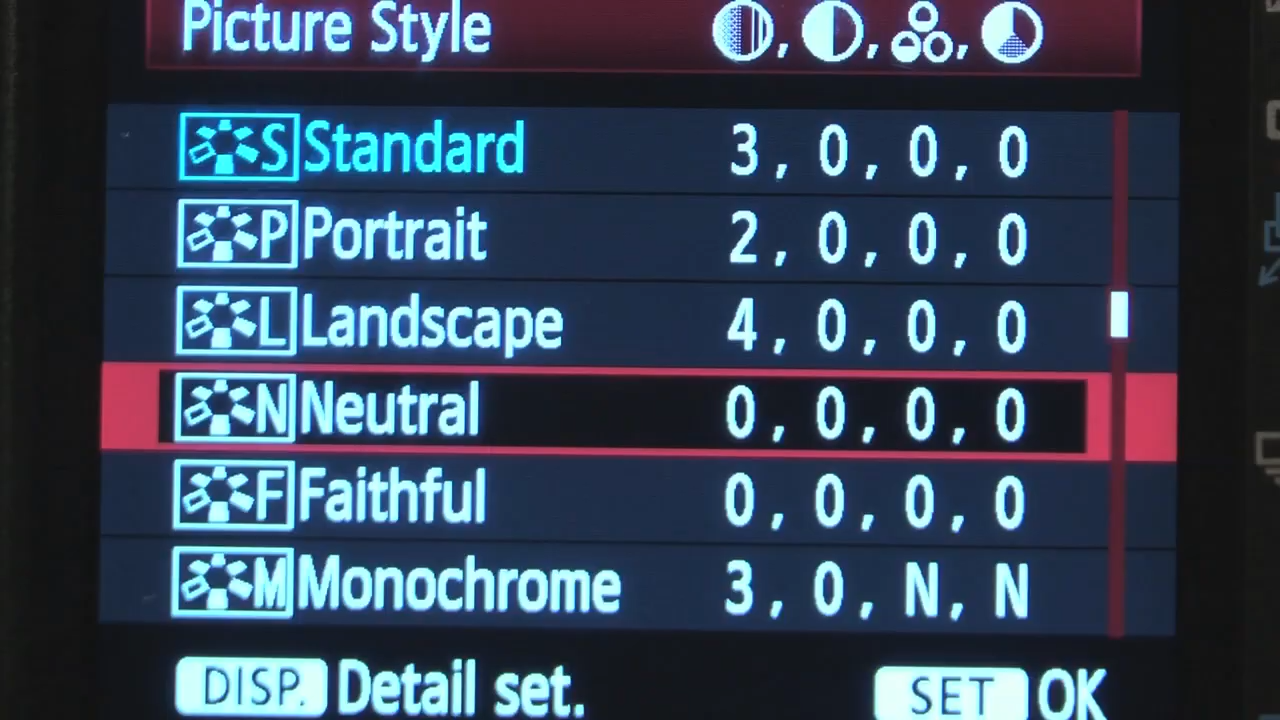 Picture Style , , ,
S Standard 3, 0, 0, 0
P Portrait 2, 0, 0, 0
L Landscape 4, 0, 0, 0
N Neutral 0, 0, 0, 0
F Faithful 0, 0, 0, 0
M Monochrome 3, 0, N, N
DISP. Detail set. SET OK